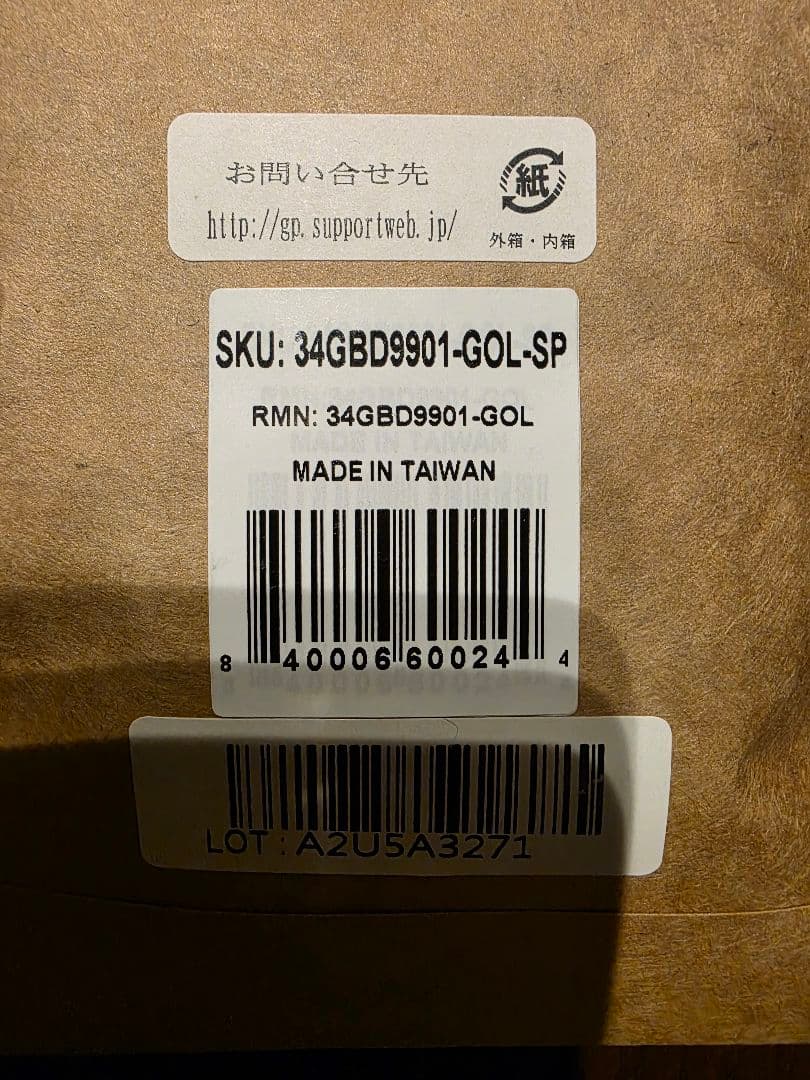 お問い合せ先
http://gp.supportweb.jp/
紙
外箱・内箱
SKU: 34GBD9901-GOL-SP
RMN: 34GBD9901-GOL
MADE IN TAIWAN
8 40006 60024 4
LOT : A2U5A3271